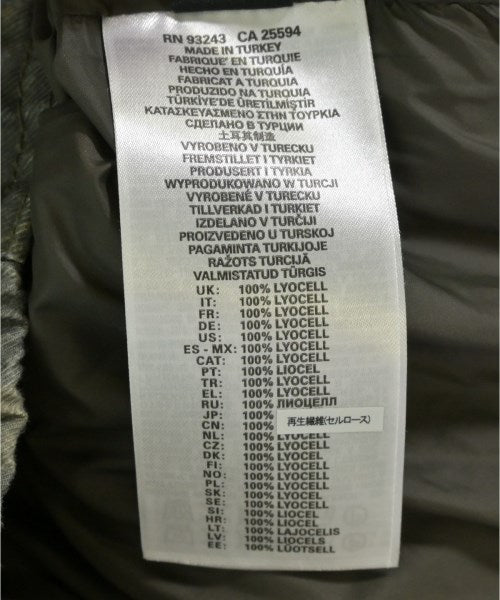 RN 93243 CA 25594
MADE IN TURKEY
FABRIQUE' EN TURQUIE
HECHO EN TURQUÍA
FABRICAT A TURQUIA
PRODUZIDO NA TURQUIA
TÜRKİYE'DE ÜRETİLMİŞTİR
ΚΑΤΑΣΚΕΥΑΣΜΕΝΟ ΣΤΗΝ ΤΟΥΡΚΙΑ
СДЕЛАНО В ТУРЦИИ
土耳其制造
VYROBENO V TURECKU
FREMSTILLET I TYRKIET
PRODUSERT I TYRKIA
WYPRODUKOWANO W TURCJI
VYROBENÉ V TURECKU
TILLVERKAD I TURKIET
IZDELANO V TURČIJI
PROIZVEDENO U TURSKOJ
PAGAMINTA TURKIJOJE
RAŽOTS TURCIJĀ
VALMISTATUD TÜRGIS
UK: 100% LYOCELL
IT: 100% LYOCELL
FR: 100% LYOCELL
DE: 100% LYOCELL
US: 100% LYOCELL
ES - MX: 100% LYOCELL
CAT: 100% LYOCELL
PT: 100% LIOCEL
TR: 100% LYOCELL
EL: 100% LYOCELL
RU: 100% ЛИОЦЕЛЛ
JP: 100% 再生繊維(セルロース)
CN: 100%
NL: 100% LYOCELL
CZ: 100% LYOCELL
DK: 100% LYOCELL
FI: 100% LYOCELL
NO: 100% LYOCELL
PL: 100% LYOCELL
SK: 100% LYOCEL
SE: 100% LYOCELL
SI: 100% LIOCEL
HR: 100% LIOCEL
LT: 100% LAJOCELIS
LV: 100% LIOCELS
EE: 100% LÜOTSELL